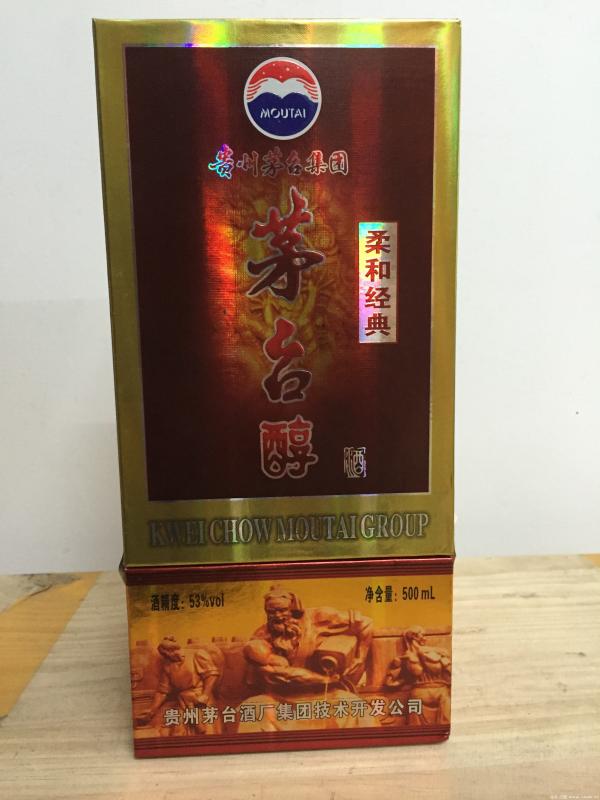 MOUTAI
贵州茅台集团
茅台醇
柔和经典
酒
KWEICHOW MOUTAI GROUP
酒精度：53%vol
净含量：500 mL
贵州茅台酒厂集团技术开发公司